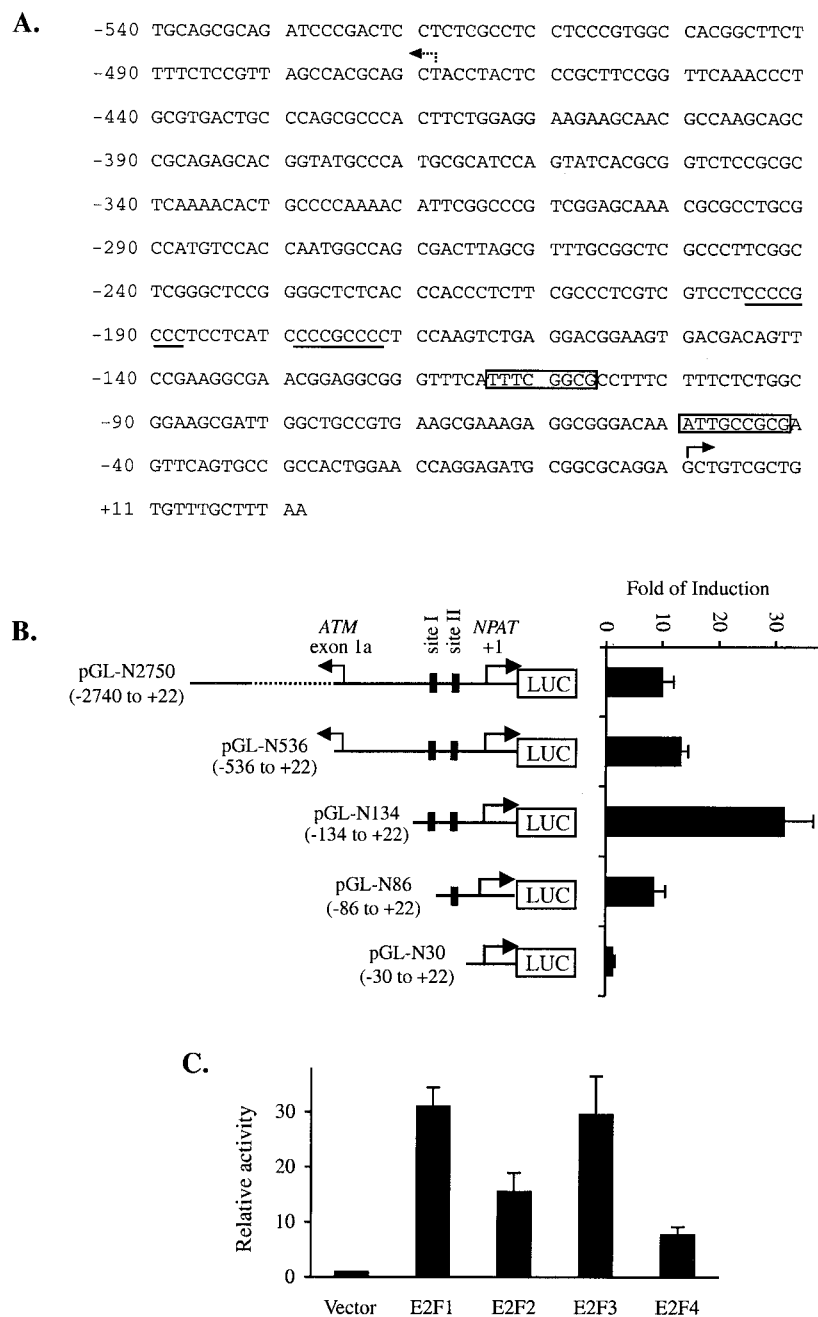 A.
-540 TGCAGCGCAG ATCCCGACTC CTCTCGCCTC CTCCCGTGGC CACGGCTTCT
-490 TTTCTCCGTT AGCCACGCAG CTACCTACTC CCGCTTCCGG TTCAAACCCT
-440 GCGTGACTGC CCAGCGCCCA CTTCTGGAGG AAGAAGCAAC GCCAAGCAGC
-390 CGCAGAGCAC GGTATGCCCA TGCGCATCCA GTATCACGCG GTCTCCGCGC
-340 TCAAAACACT GCCCCAAAAC ATTCGGCCCG TCGGAGCAAA CGCGCCTGCG
-290 CCATGTCCAC CAATGGCCAG CGACTTAGCG TTTGCGGCTC GCCCTTCGGC
-240 TCGGGCTCCG GGGCTCTCAC CCACCCTCTT CGCCCTCGTC GTCCTCCCCG
-190 CCCTCCTCATC CCCGCCCCT CCAAGTCTGA GGACGGAAGT GACGACAGTT
-140 CCGAAGGCGA ACGGAGGCGG GTTTCATTTC GGCGCCTTTC TTTCTCTGGC
-90 GGAAGCGATT GGCTGCCGTG AAGCGAAAGA GGCGGGACAA ATTGCCGCGA
-40 GTTCAGTGCC GCCACTGGAA CCAGGAGATG CGGCGCAGGA GCTGTCGCTG
+11 TGTTTGCTTT AA
B.
Fold of Induction
0 10 20 30
ATM
exon 1a
site I
site II
NPAT
+1
pGL-N2750
(-2740 to +22)
LUC
pGL-N536
(-536 to +22)
LUC
pGL-N134
(-134 to +22)
LUC
pGL-N86
(-86 to +22)
LUC
pGL-N30
(-30 to +22)
LUC
C.
Relative activity
30
20
10
0
Vector E2F1 E2F2 E2F3 E2F4